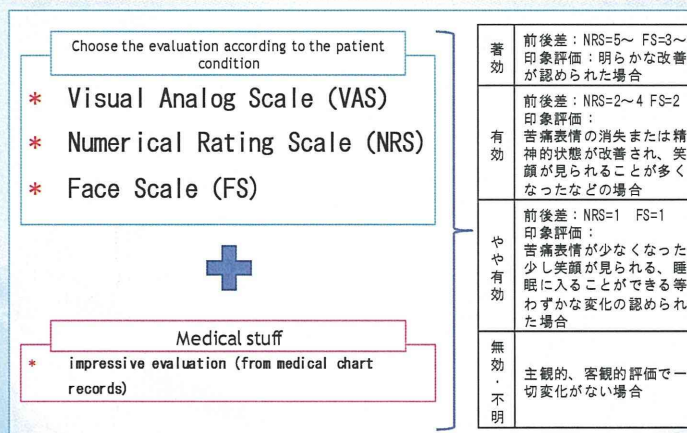 Choose the evaluation according to the patient
condition
* Visual Analog Scale (VAS)
* Numerical Rating Scale (NRS)
* Face Scale (FS)
Medical stuff
* impressive evaluation (from medical chart
records)
著効
前後差：NRS=5～ FS=3～
印象評価：明らかな改善
が認められた場合
有効
前後差：NRS=2～4 FS=2
印象評価：
苦痛表情の消失または精
神的状態が改善され、笑
顔が見られることが多く
なったなどの場合
やや有効
前後差：NRS=1 FS=1
印象評価：
苦痛表情が少なくなった
少し笑顔が見られる、睡
眠に入ることができる等
わずかな変化の認められ
た場合
無効・不明
主観的、客観的評価で一
切変化がない場合